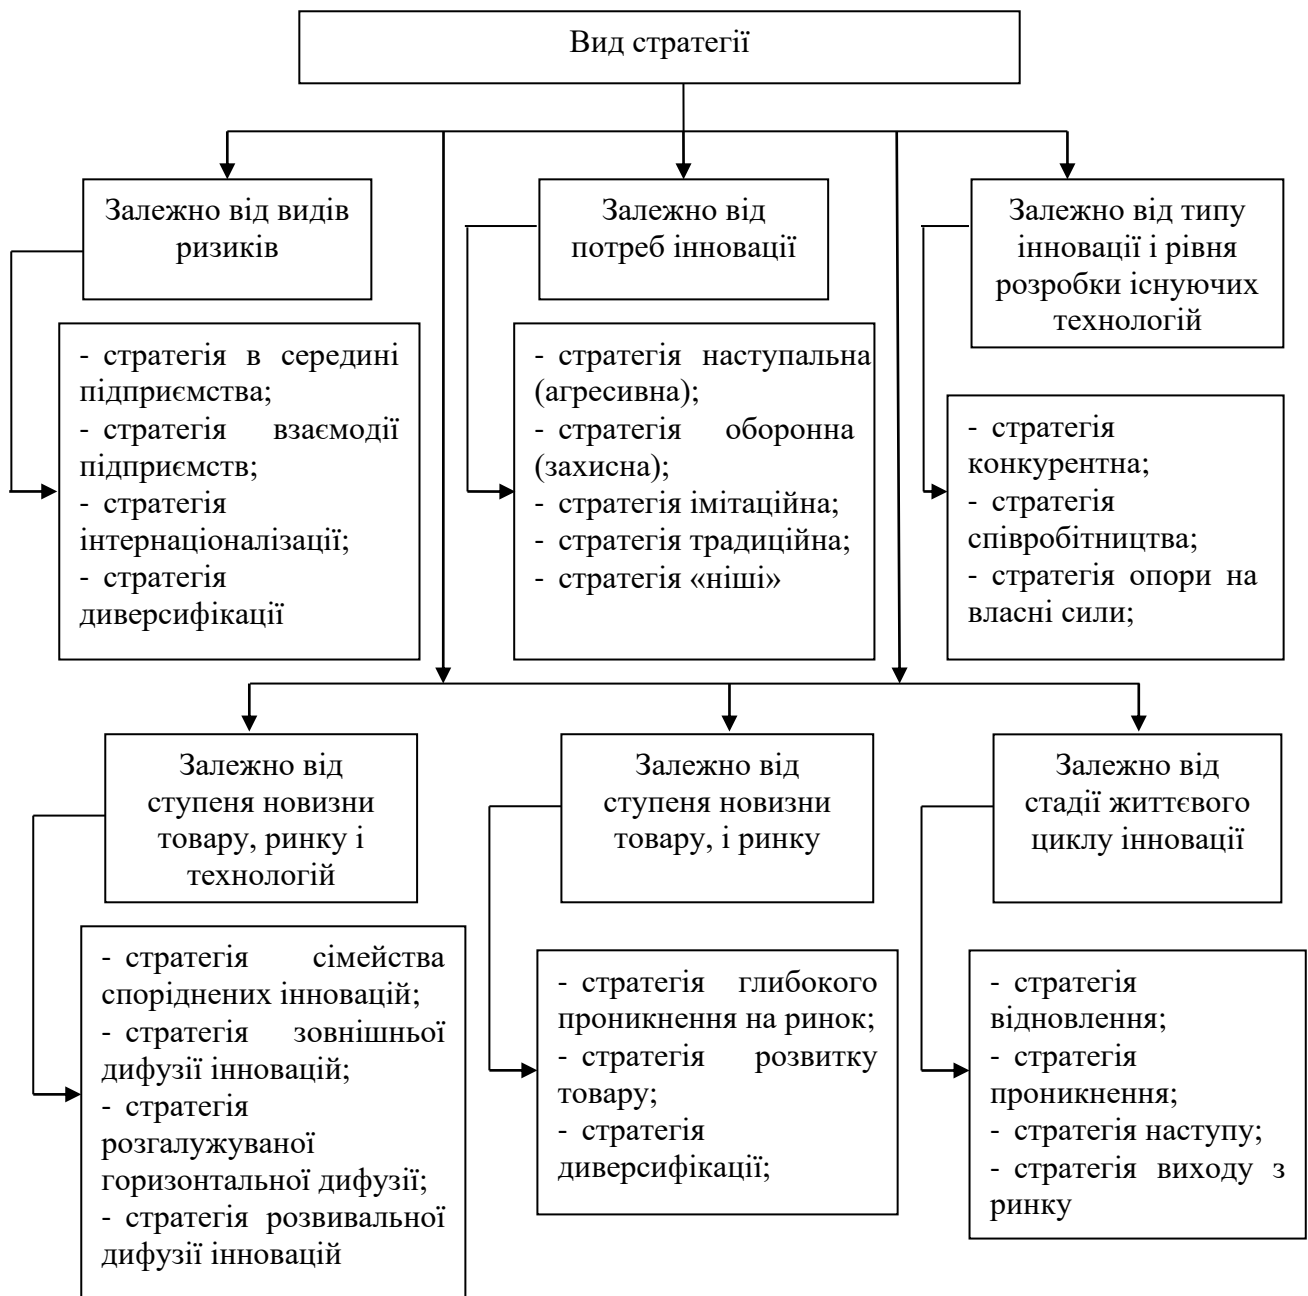 Вид стратегії
Залежно від видів
ризиків
- стратегія в середині
підприємства;
- стратегія взаємодії
підприємств;
- стратегія
інтернаціоналізації;
- стратегія
диверсифікації
Залежно від
потреб інновації
- стратегія наступальна
(агресивна);
- стратегія оборонна
(захисна);
- стратегія імітаційна;
- стратегія традиційна;
- стратегія «ніші»
Залежно від типу
інновації і рівня
розробки існуючих
технологій
- стратегія
конкурентна;
- стратегія
співробітництва;
- стратегія опори на
власні сили;
Залежно від
ступеня новизни
товару, ринку і
технологій
- стратегія сімейства
споріднених інновацій;
- стратегія зовнішньої
дифузії інновацій;
- стратегія
розгалужуваної
горизонтальної дифузії;
- стратегія розвивальної
дифузії інновацій
Залежно від
ступеня новизни
товару, і ринку
- стратегія глибокого
проникнення на ринок;
- стратегія розвитку
товару;
- стратегія
диверсифікації;
Залежно від
стадії життєвого
циклу інновації
- стратегія
відновлення;
- стратегія
проникнення;
- стратегія наступу;
- стратегія виходу з
ринку